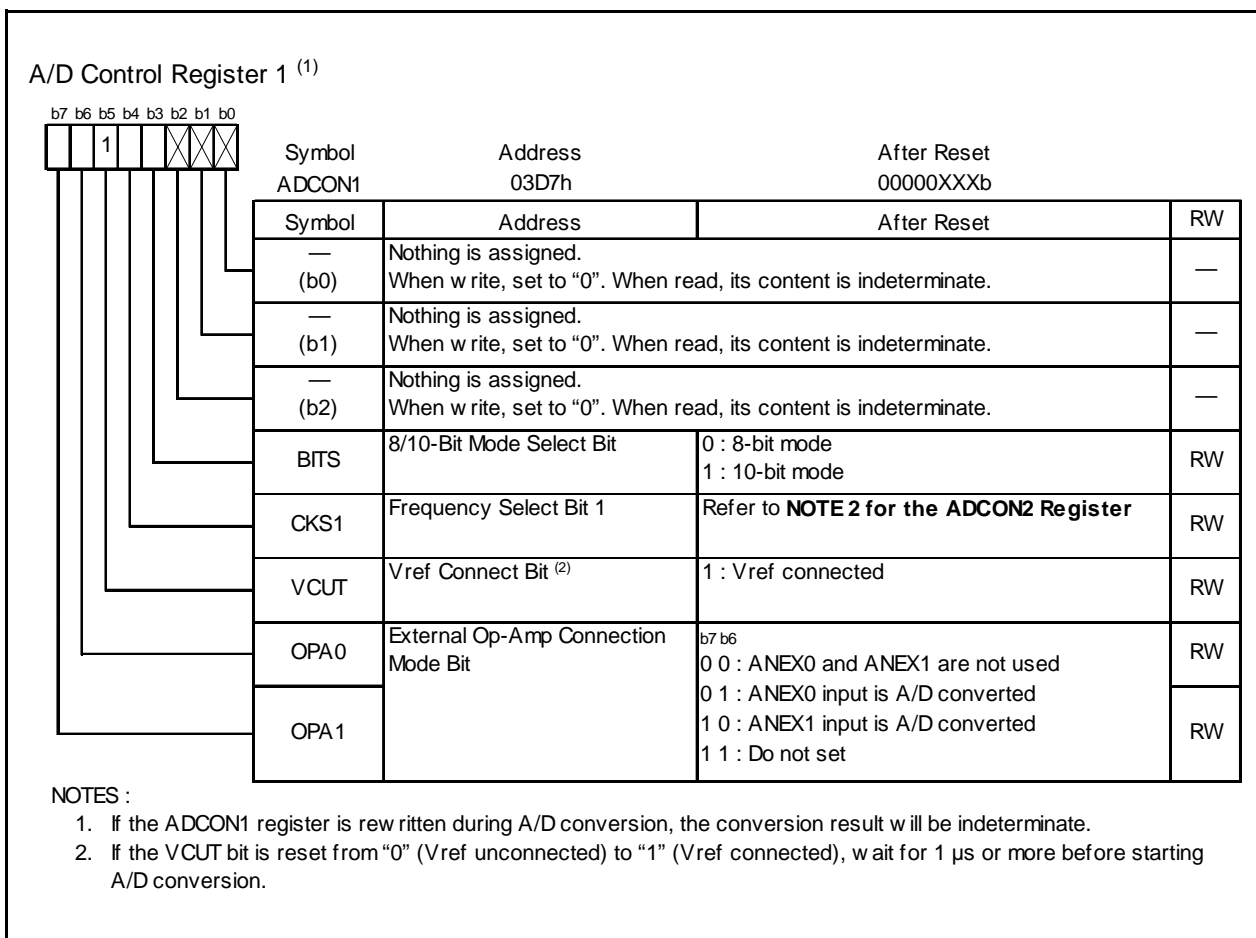 A/D Control Register 1 (1)
b7 b6 b5 b4 b3 b2 b1 b0
1
Symbol Address After Reset
ADCON1 03D7h 00000XXXb
Symbol Address After Reset RW
—
(b0)
Nothing is assigned.
When write, set to “0”. When read, its content is indeterminate.
—
—
(b1)
Nothing is assigned.
When write, set to “0”. When read, its content is indeterminate.
—
—
(b2)
Nothing is assigned.
When write, set to “0”. When read, its content is indeterminate.
—
BITS
8/10-Bit Mode Select Bit
0 : 8-bit mode
1 : 10-bit mode
RW
CKS1
Frequency Select Bit 1
Refer to NOTE 2 for the ADCON2 Register
RW
VCUT
Vref Connect Bit (2)
1 : Vref connected
RW
OPA0
External Op-Amp Connection
Mode Bit
b7 b6
0 0 : ANEX0 and ANEX1 are not used
0 1 : ANEX0 input is A/D converted
1 0 : ANEX1 input is A/D converted
1 1 : Do not set
RW
OPA1
RW
NOTES :
1. If the ADCON1 register is rewritten during A/D conversion, the conversion result will be indeterminate.
2. If the VCUT bit is reset from “0” (Vref unconnected) to “1” (Vref connected), wait for 1 µs or more before starting
A/D conversion.